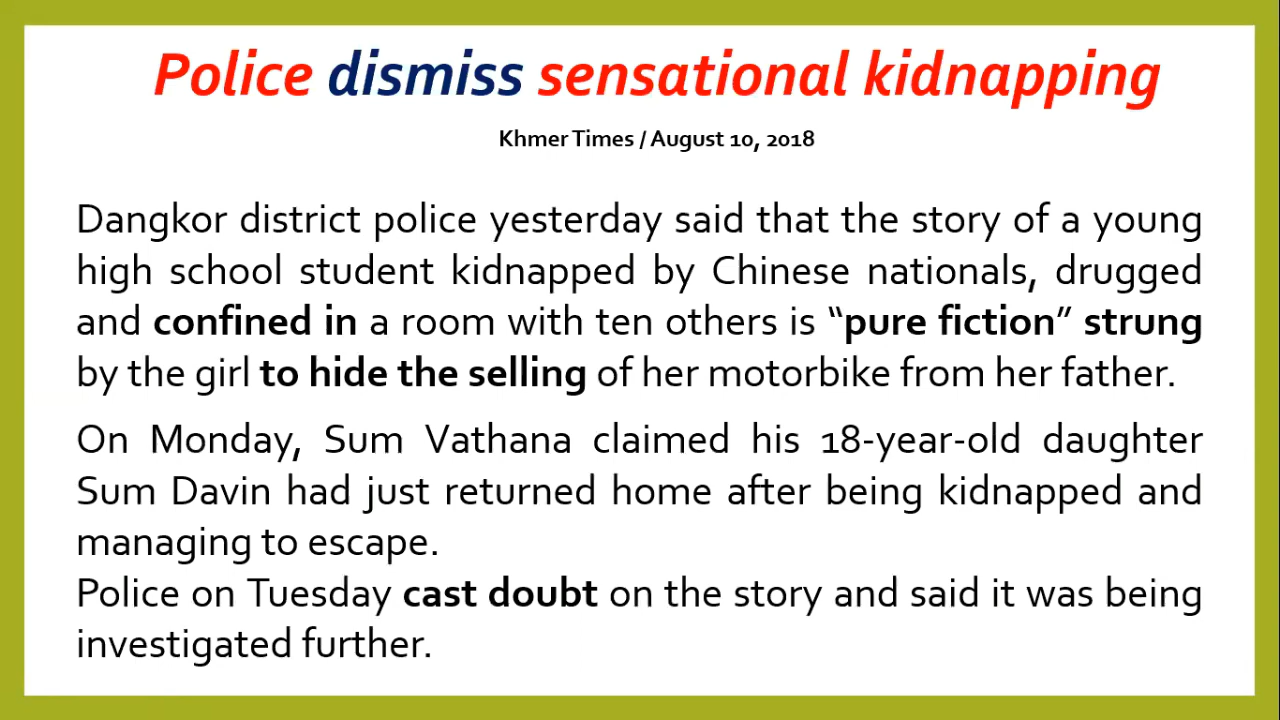 Police dismiss sensational kidnapping
Khmer Times / August 10, 2018
Dangkor district police yesterday said that the story of a young
high school student kidnapped by Chinese nationals, drugged
and confined in a room with ten others is “pure fiction” strung
by the girl to hide the selling of her motorbike from her father.
On Monday, Sum Vathana claimed his 18-year-old daughter
Sum Davin had just returned home after being kidnapped and
managing to escape.
Police on Tuesday cast doubt on the story and said it was being
investigated further.